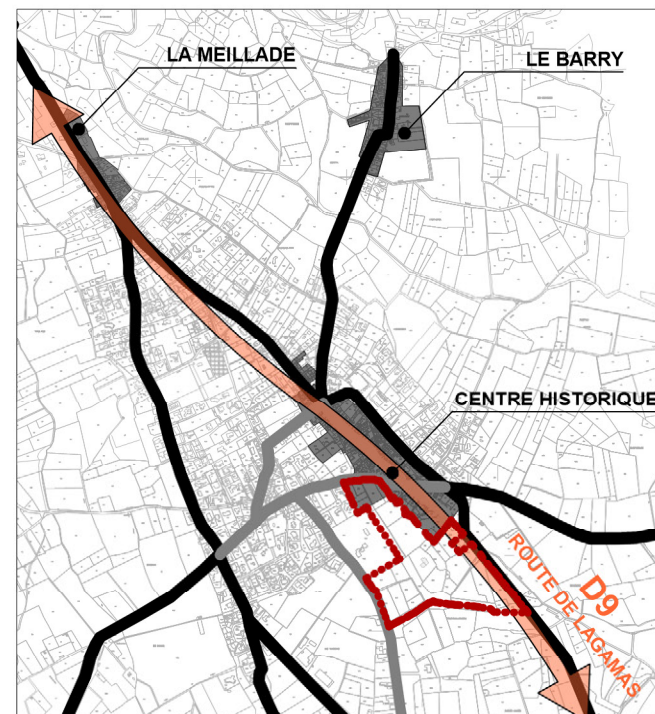 LA MEILLADE
LE BARRY
CENTRE HISTORIQUE
D9
ROUTE DE LAGAMAS